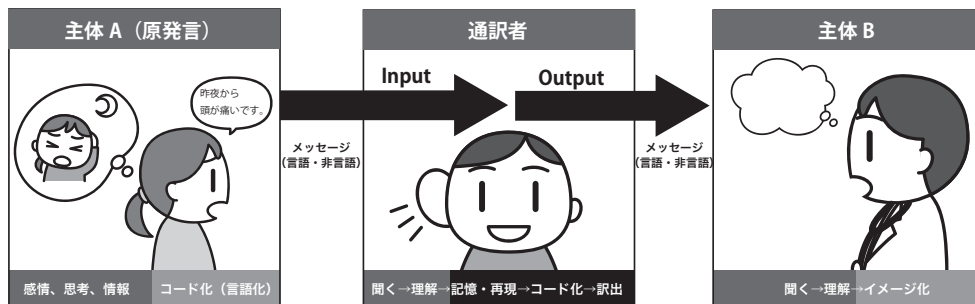 主体 A（原発言）
昨夜から
頭が痛いです。
感情、思考、情報
コード化（言語化）
メッセージ
（言語・非言語）
通訳者
Input
Output
聞く→理解→記憶・再現→コード化→訳出
メッセージ
（言語・非言語）
主体 B
聞く→理解→イメージ化